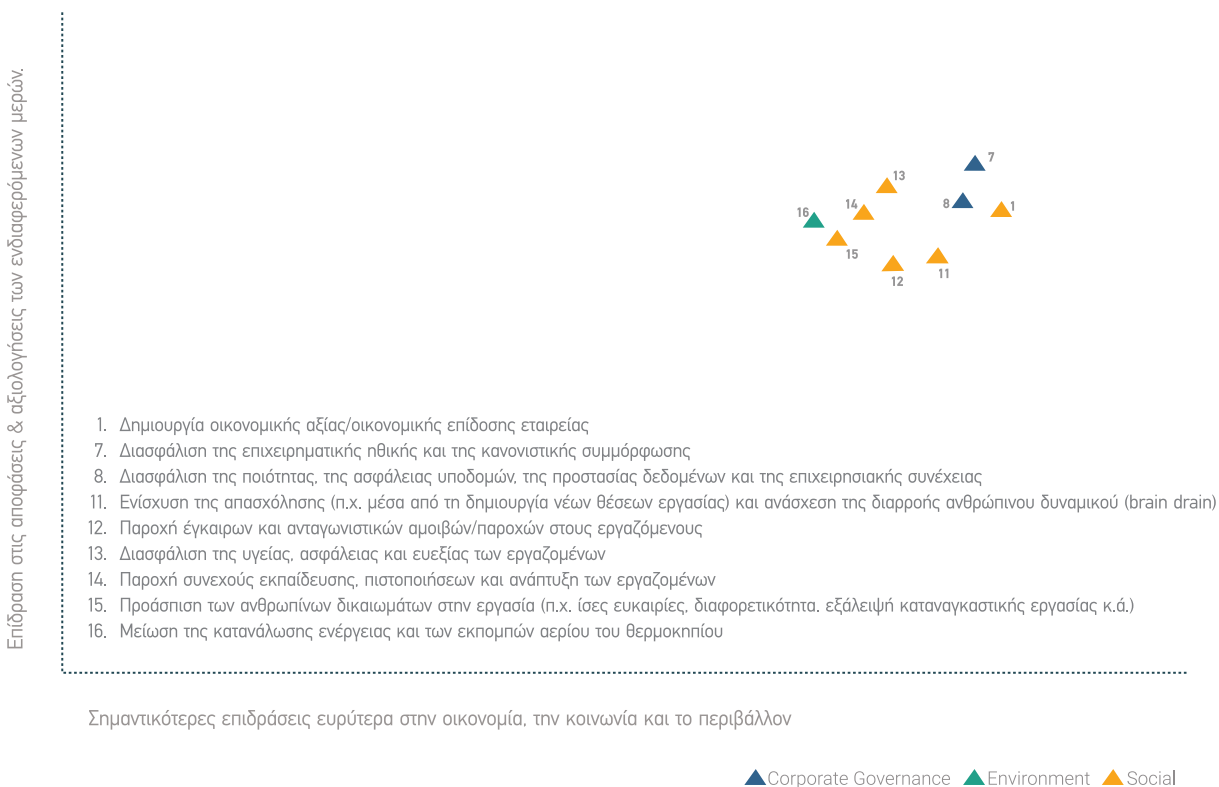 Επίδραση στις αποφάσεις & αξιολογήσεις των ενδιαφερόμενων μερών.
7
13
16
14
8
1
15
12
11
1. Δημιουργία οικονομικής αξίας/οικονομικής επίδοσης εταιρείας
7. Διασφάλιση της επιχειρηματικής ηθικής και της κανονιστικής συμμόρφωσης
8. Διασφάλιση της ποιότητας, της ασφάλειας υποδομών, της προστασίας δεδομένων και της επιχειρησιακής συνέχειας
11. Ενίσχυση της απασχόλησης (π.χ. μέσα από τη δημιουργία νέων θέσεων εργασίας) και ανάσχεση της διαρροής ανθρώπινου δυναμικού (brain drain)
12. Παροχή έγκαιρων και ανταγωνιστικών αμοιβών/παροχών στους εργαζόμενους
13. Διασφάλιση της υγείας, ασφάλειας και ευεξίας των εργαζομένων
14. Παροχή συνεχούς εκπαίδευσης, πιστοποιήσεων και ανάπτυξη των εργαζομένων
15. Προάσπιση των ανθρωπίνων δικαιωμάτων στην εργασία (π.χ. ίσες ευκαιρίες, διαφορετικότητα. εξάλειψή καταναγκαστικής εργασίας κ.ά.)
16. Μείωση της κατανάλωσης ενέργειας και των εκπομπών αερίου του θερμοκηπίου
Σημαντικότερες επιδράσεις ευρύτερα στην οικονομία, την κοινωνία και το περιβάλλον
Corporate Governance Environment Social